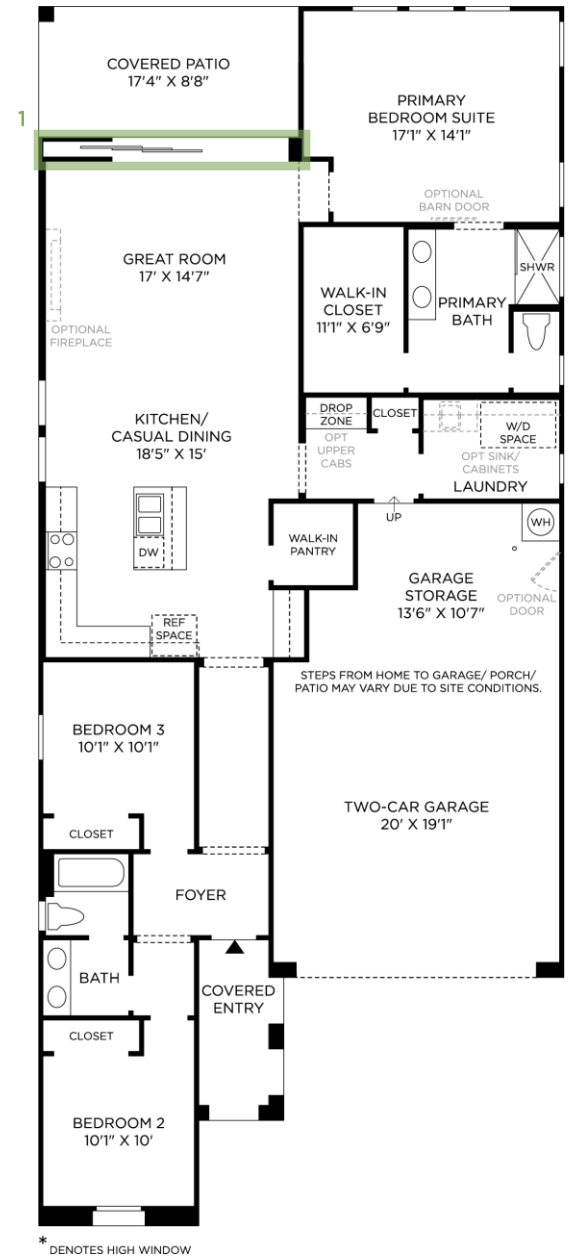 COVERED PATIO
17'4" X 8'8"
PRIMARY
BEDROOM SUITE
17'1" X 14'1"
1
OPTIONAL
BARN DOOR
GREAT ROOM
17' X 14'7"
OPTIONAL
FIREPLACE
WALK-IN
CLOSET
11'1" X 6'9"
PRIMARY
BATH
SHWR
KITCHEN/
CASUAL DINING
18'5" X 15'
DROP
ZONE
OPT
UPPER
CABS
CLOSET
W/D
SPACE
OPT SINK/
CABINETS
LAUNDRY
UP
DW
WALK-IN
PANTRY
WH
GARAGE
STORAGE
13'6" X 10'7"
OPTIONAL
DOOR
REF
SPACE
STEPS FROM HOME TO GARAGE/ PORCH/
PATIO MAY VARY DUE TO SITE CONDITIONS.
BEDROOM 3
10'1" X 10'1"
CLOSET
TWO-CAR GARAGE
20' X 19'1"
FOYER
BATH
COVERED
ENTRY
CLOSET
BEDROOM 2
10'1" X 10'
* DENOTES HIGH WINDOW